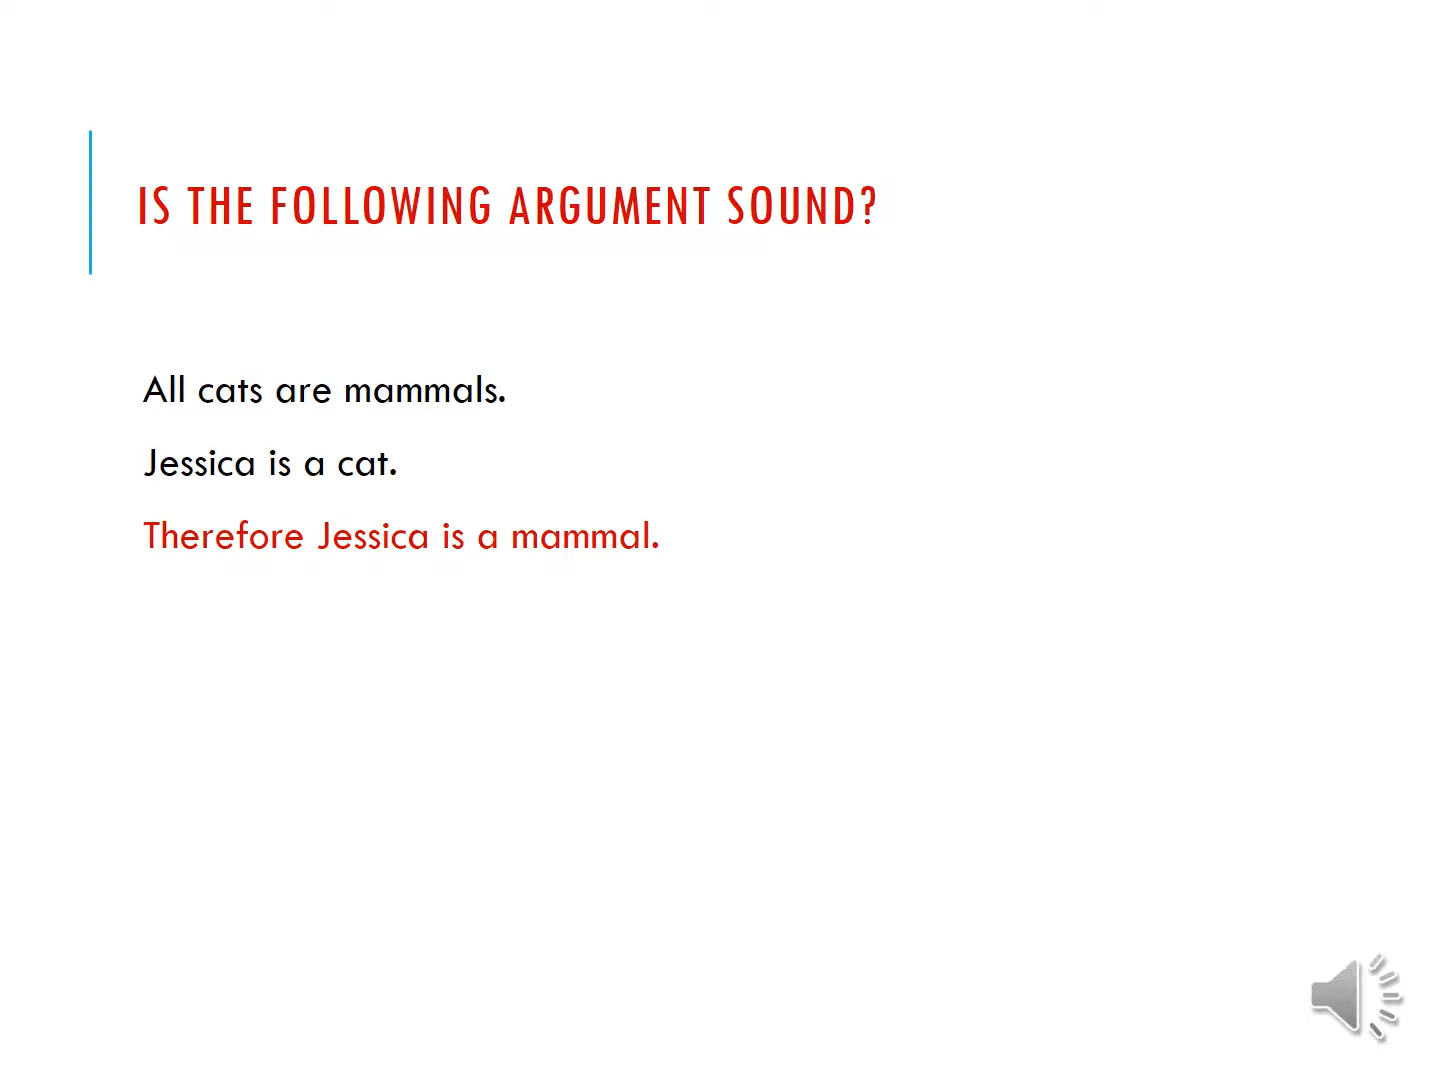 IS THE FOLLOWING ARGUMENT SOUND?
All cats are mammals.
Jessica is a cat.
Therefore Jessica is a mammal.